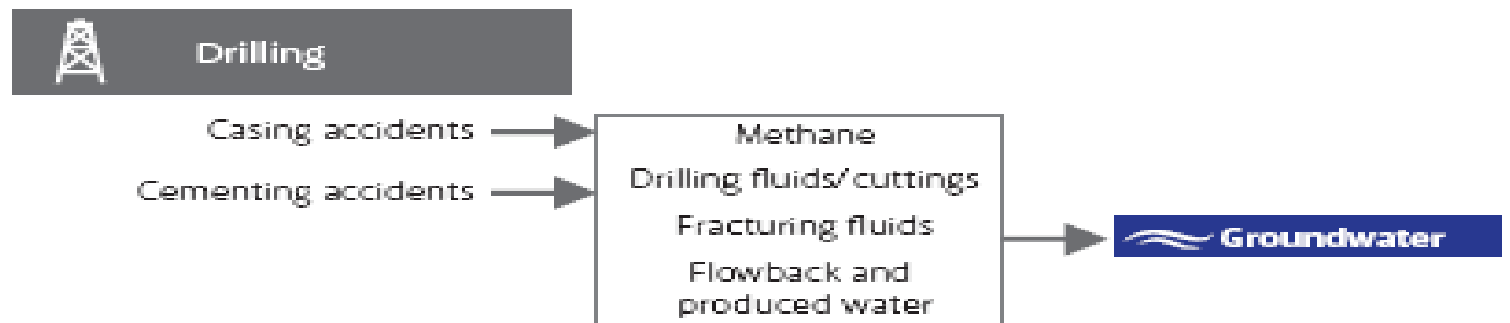 Drilling
Casing accidents
Cementing accidents
Methane
Drilling fluids/cuttings
Fracturing fluids
Flowback and
produced water
Groundwater